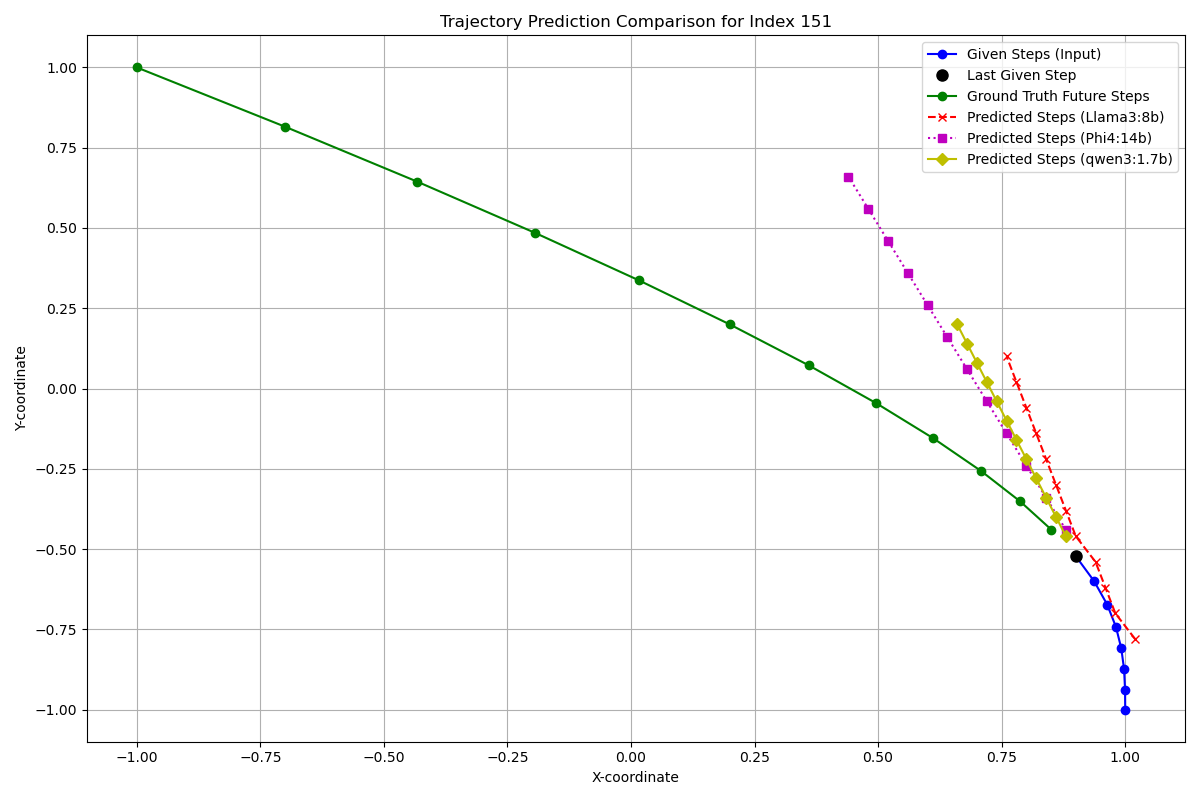 Trajectory Prediction Comparison for Index 151
Given Steps (Input)
Last Given Step
Ground Truth Future Steps
Predicted Steps (Llama3:8b)
Predicted Steps (Phi4:14b)
Predicted Steps (qwen3:1.7b)
1.00
0.75
0.50
0.25
0.00
−0.25
−0.50
−0.75
−1.00
Y-coordinate
−1.00 −0.75 −0.50 −0.25 0.00 0.25 0.50 0.75 1.00
X-coordinate